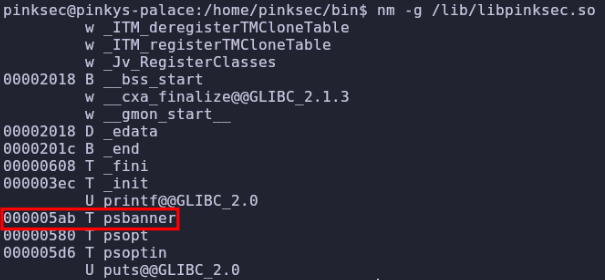 pinksec@pinkys-palace:/home/pinksec/bin$ nm -g /lib/libpinksec.so
         w _ITM_deregisterTMCloneTable
         w _ITM_registerTMCloneTable
         w _Jv_RegisterClasses
00002018 B __bss_start
         w __cxa_finalize@@GLIBC_2.1.3
         w __gmon_start__
00002018 D _edata
0000201c B _end
00000608 T _fini
000003ec T _init
         U printf@@GLIBC_2.0
000005ab T psbanner
00000580 T psopt
000005d6 T psoptin
         U puts@@GLIBC_2.0